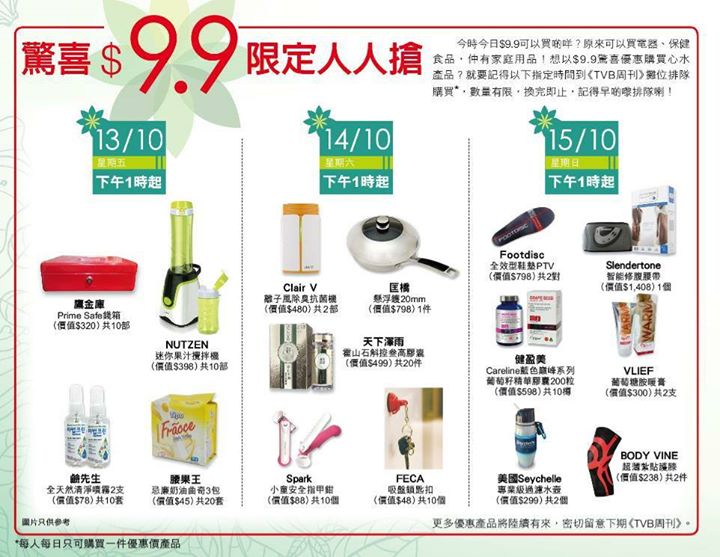 驚喜$9.9限定人人搶
今時今日$9.9可以買啲咩？原來可以買電器、保健
食品，仲有家庭用品！想以$9.9驚喜優惠購買心水
產品？就要記得以下指定時間到《TVB周刊》攤位排隊
購買*，數量有限，換完即止，記得早啲嚟排隊喇！
13/10
星期五
下午1時起
鷹金庫
Prime Safe錢箱
（價值$320）共10部
NUTZEN
迷你果汁攪拌機
（價值$398）共10部
鹼先生
全天然清淨噴霧2支
（價值$78）共10套
腰果王
忌廉奶油曲奇3包
（價值$45）共20套
14/10
星期六
下午1時起
Clair V
離子風除臭抗菌機
（價值$480）共2部
匡橋
懸浮鑊20mm
（價值$798）1件
天下澤雨
霍山石斛控叁高膠囊
（價值$499）共20件
Spark
小童安全指甲鉗
（價值$88）共10個
FECA
吸盤鎖匙扣
（價值$48）共10個
15/10
星期日
下午1時起
Footdisc
全效型鞋墊PTV
（價值$798）共2對
Slendertone
智能修腹腰帶
（價值$1,408）1個
健盈美
Careline藍色巔峰系列
葡萄籽精華膠囊200粒
（價值$598）共10樽
VLIEF
葡萄糖胺暖膏
（價值$300）共2支
美國Seychelle
專業級過濾水壺
（價值$299）共2個
BODY VINE
超薄紮貼護膝
（價值$238）共2件
圖片只供參考
更多優惠產品將陸續有來，密切留意下期《TVB周刊》。
*每人每日只可購買一件優惠價產品